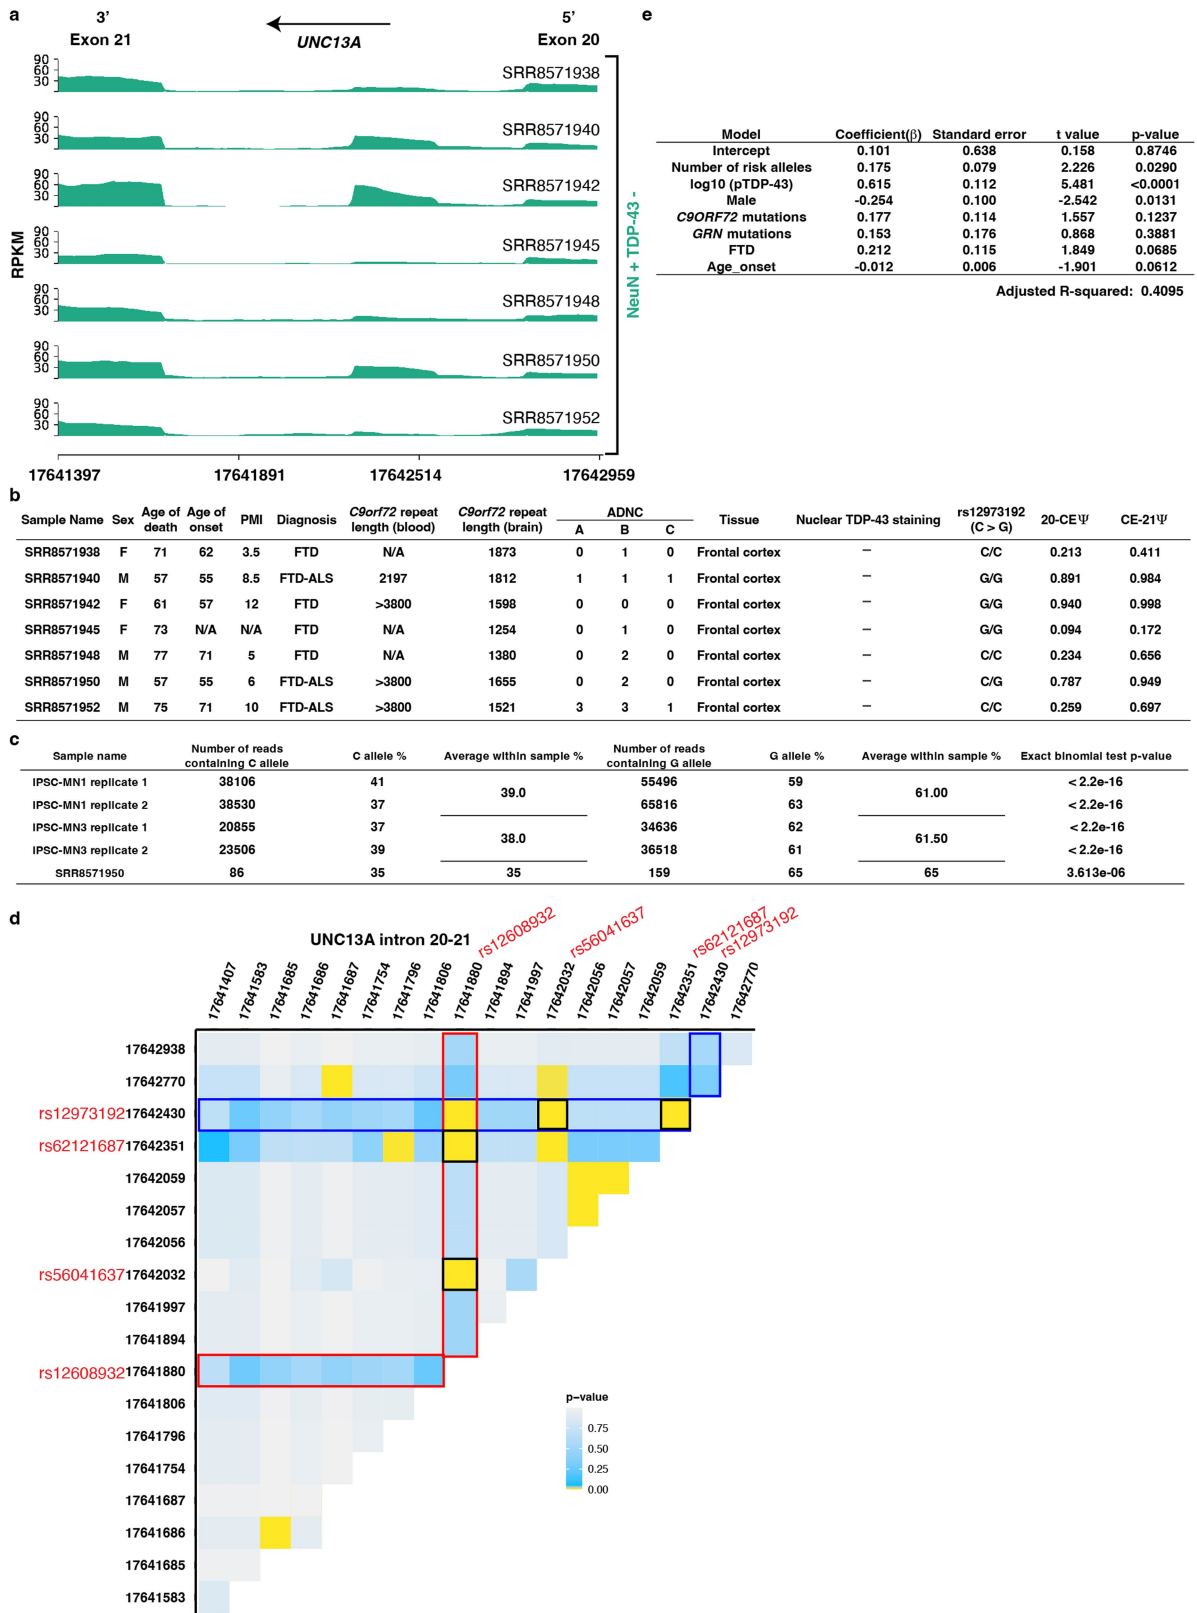 a
3’ 5’
Exon 21 UNC13A Exon 20
90
60
30
SRR8571938
90
60
30
SRR8571940
90
60
30
SRR8571942
90
60
30
SRR8571945
90
60
30
SRR8571948
90
60
30
SRR8571950
90
60
30
SRR8571952
RPKM
NeuN + TDP-43 -
17641397 17641891 17642514 17642959
e
Model Coefficient(β) Standard error t value p-value
Intercept 0.101 0.638 0.158 0.8746
Number of risk alleles 0.175 0.079 2.226 0.0290
log10 (pTDP-43) 0.615 0.112 5.481 <0.0001
Male -0.254 0.100 -2.542 0.0131
C9ORF72 mutations 0.177 0.114 1.557 0.1237
GRN mutations 0.153 0.176 0.868 0.3881
FTD 0.212 0.115 1.849 0.0685
Age_onset -0.012 0.006 -1.901 0.0612
Adjusted R-squared: 0.4095
b
Sample Name Sex Age of death Age of onset PMI Diagnosis C9orf72 repeat length (blood) C9orf72 repeat length (brain) ADNC A B C Tissue Nuclear TDP-43 staining rs12973192 (C > G) 20-CEΨ CE-21Ψ
SRR8571938 F 71 62 3.5 FTD N/A 1873 0 1 0 Frontal cortex – C/C 0.213 0.411
SRR8571940 M 57 55 8.5 FTD-ALS 2197 1812 1 1 1 Frontal cortex – G/G 0.891 0.984
SRR8571942 F 61 57 12 FTD >3800 1598 0 0 0 Frontal cortex – G/G 0.940 0.998
SRR8571945 F 73 N/A N/A FTD N/A 1254 0 1 0 Frontal cortex – G/G 0.094 0.172
SRR8571948 M 77 71 5 FTD N/A 1380 0 2 0 Frontal cortex – C/C 0.234 0.656
SRR8571950 M 57 55 6 FTD-ALS >3800 1655 0 2 0 Frontal cortex – C/G 0.787 0.949
SRR8571952 M 75 71 10 FTD-ALS >3800 1521 3 3 1 Frontal cortex – C/C 0.259 0.697
c
Sample name Number of reads containing C allele C allele % Average within sample % Number of reads containing G allele G allele % Average within sample % Exact binomial test p-value
IPSC-MN1 replicate 1 38106 41 39.0 55496 59 61.00 < 2.2e-16
IPSC-MN1 replicate 2 38530 37 65816 63 < 2.2e-16
IPSC-MN3 replicate 1 20855 37 38.0 34636 62 61.50 < 2.2e-16
IPSC-MN3 replicate 2 23506 39 36518 61 < 2.2e-16
SRR8571950 86 35 35 159 65 65 3.613e-06
d
UNC13A intron 20-21
rs12608932 rs56041637 rs62121687 rs12973192
17641407 17641583 17641685 17641686 17641687 17641754 17641796 17641806 17641880 17641894 17641997 17642032 17642056 17642057 17642059 17642351 17642430 17642770
17642938
17642770
rs12973192 17642430
rs62121687 17642351
17642059
17642057
17642056
rs56041637 17642032
17641997
17641894
rs12608932 17641880
17641806
17641796
17641754
17641687
17641686
17641685
17641583
p-value
0.75
0.50
0.25
0.00